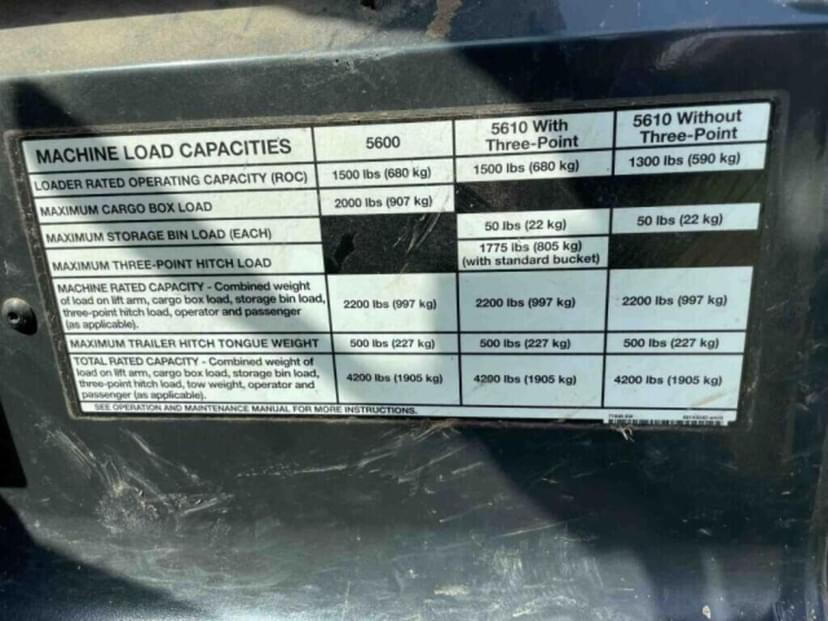 MACHINE LOAD CAPACITIES 5600 5610 With Three-Point 5610 Without Three-Point
LOADER RATED OPERATING CAPACITY (ROC) 1500 lbs (680 kg) 1500 lbs (680 kg) 1300 lbs (590 kg)
MAXIMUM CARGO BOX LOAD 2000 lbs (907 kg)
MAXIMUM STORAGE BIN LOAD (EACH) 50 lbs (22 kg) 50 lbs (22 kg)
MAXIMUM THREE-POINT HITCH LOAD 1775 lbs (805 kg)
(with standard bucket)
MACHINE RATED CAPACITY - Combined weight
of load on lift arm, cargo box load, storage bin load,
three-point hitch load, operator and passenger
(as applicable).
2200 lbs (997 kg) 2200 lbs (997 kg) 2200 lbs (997 kg)
MAXIMUM TRAILER HITCH TONGUE WEIGHT 500 lbs (227 kg) 500 lbs (227 kg) 500 lbs (227 kg)
TOTAL RATED CAPACITY - Combined weight of
load on lift arm, cargo box load, storage bin load,
three-point hitch load, tow weight, operator and
passenger (as applicable).
4200 lbs (1905 kg) 4200 lbs (1905 kg) 4200 lbs (1905 kg)
SEE OPERATION AND MAINTENANCE MANUAL FOR MORE INSTRUCTIONS.